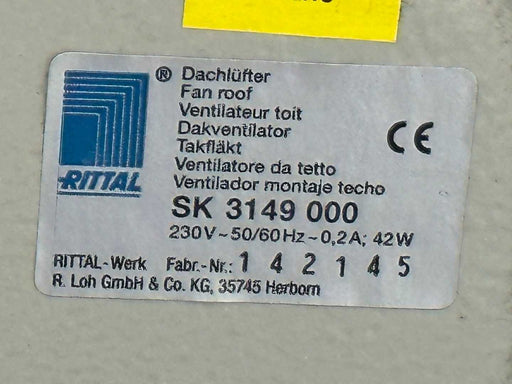 ® Dachlüfter
Fan roof
Ventilateur toit
Dakventilator
Takfläkt
Ventilatore da tetto
Ventilador montaje techo
CE
RITTAL
SK 3149 000
230V~50/60Hz~0,2A; 42W
RITTAL-Werk Fabr.-Nr.: 1 4 2 1 4 5
R. Loh GmbH & Co. KG, 35745 Herborn